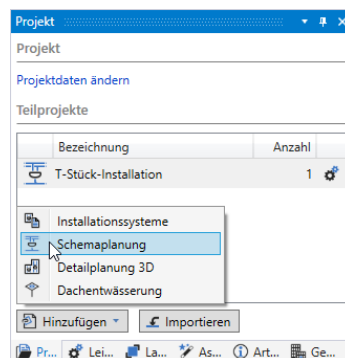 Projekt
Projekt
Projektdaten ändern
Teilprojekte
Bezeichnung Anzahl
T-Stück-Installation 1
Installationssysteme
Schemaplanung
Detailplanung 3D
Dachentwässerung
Hinzufügen Importieren
Pr... Lei... La... As... Art... Ge...